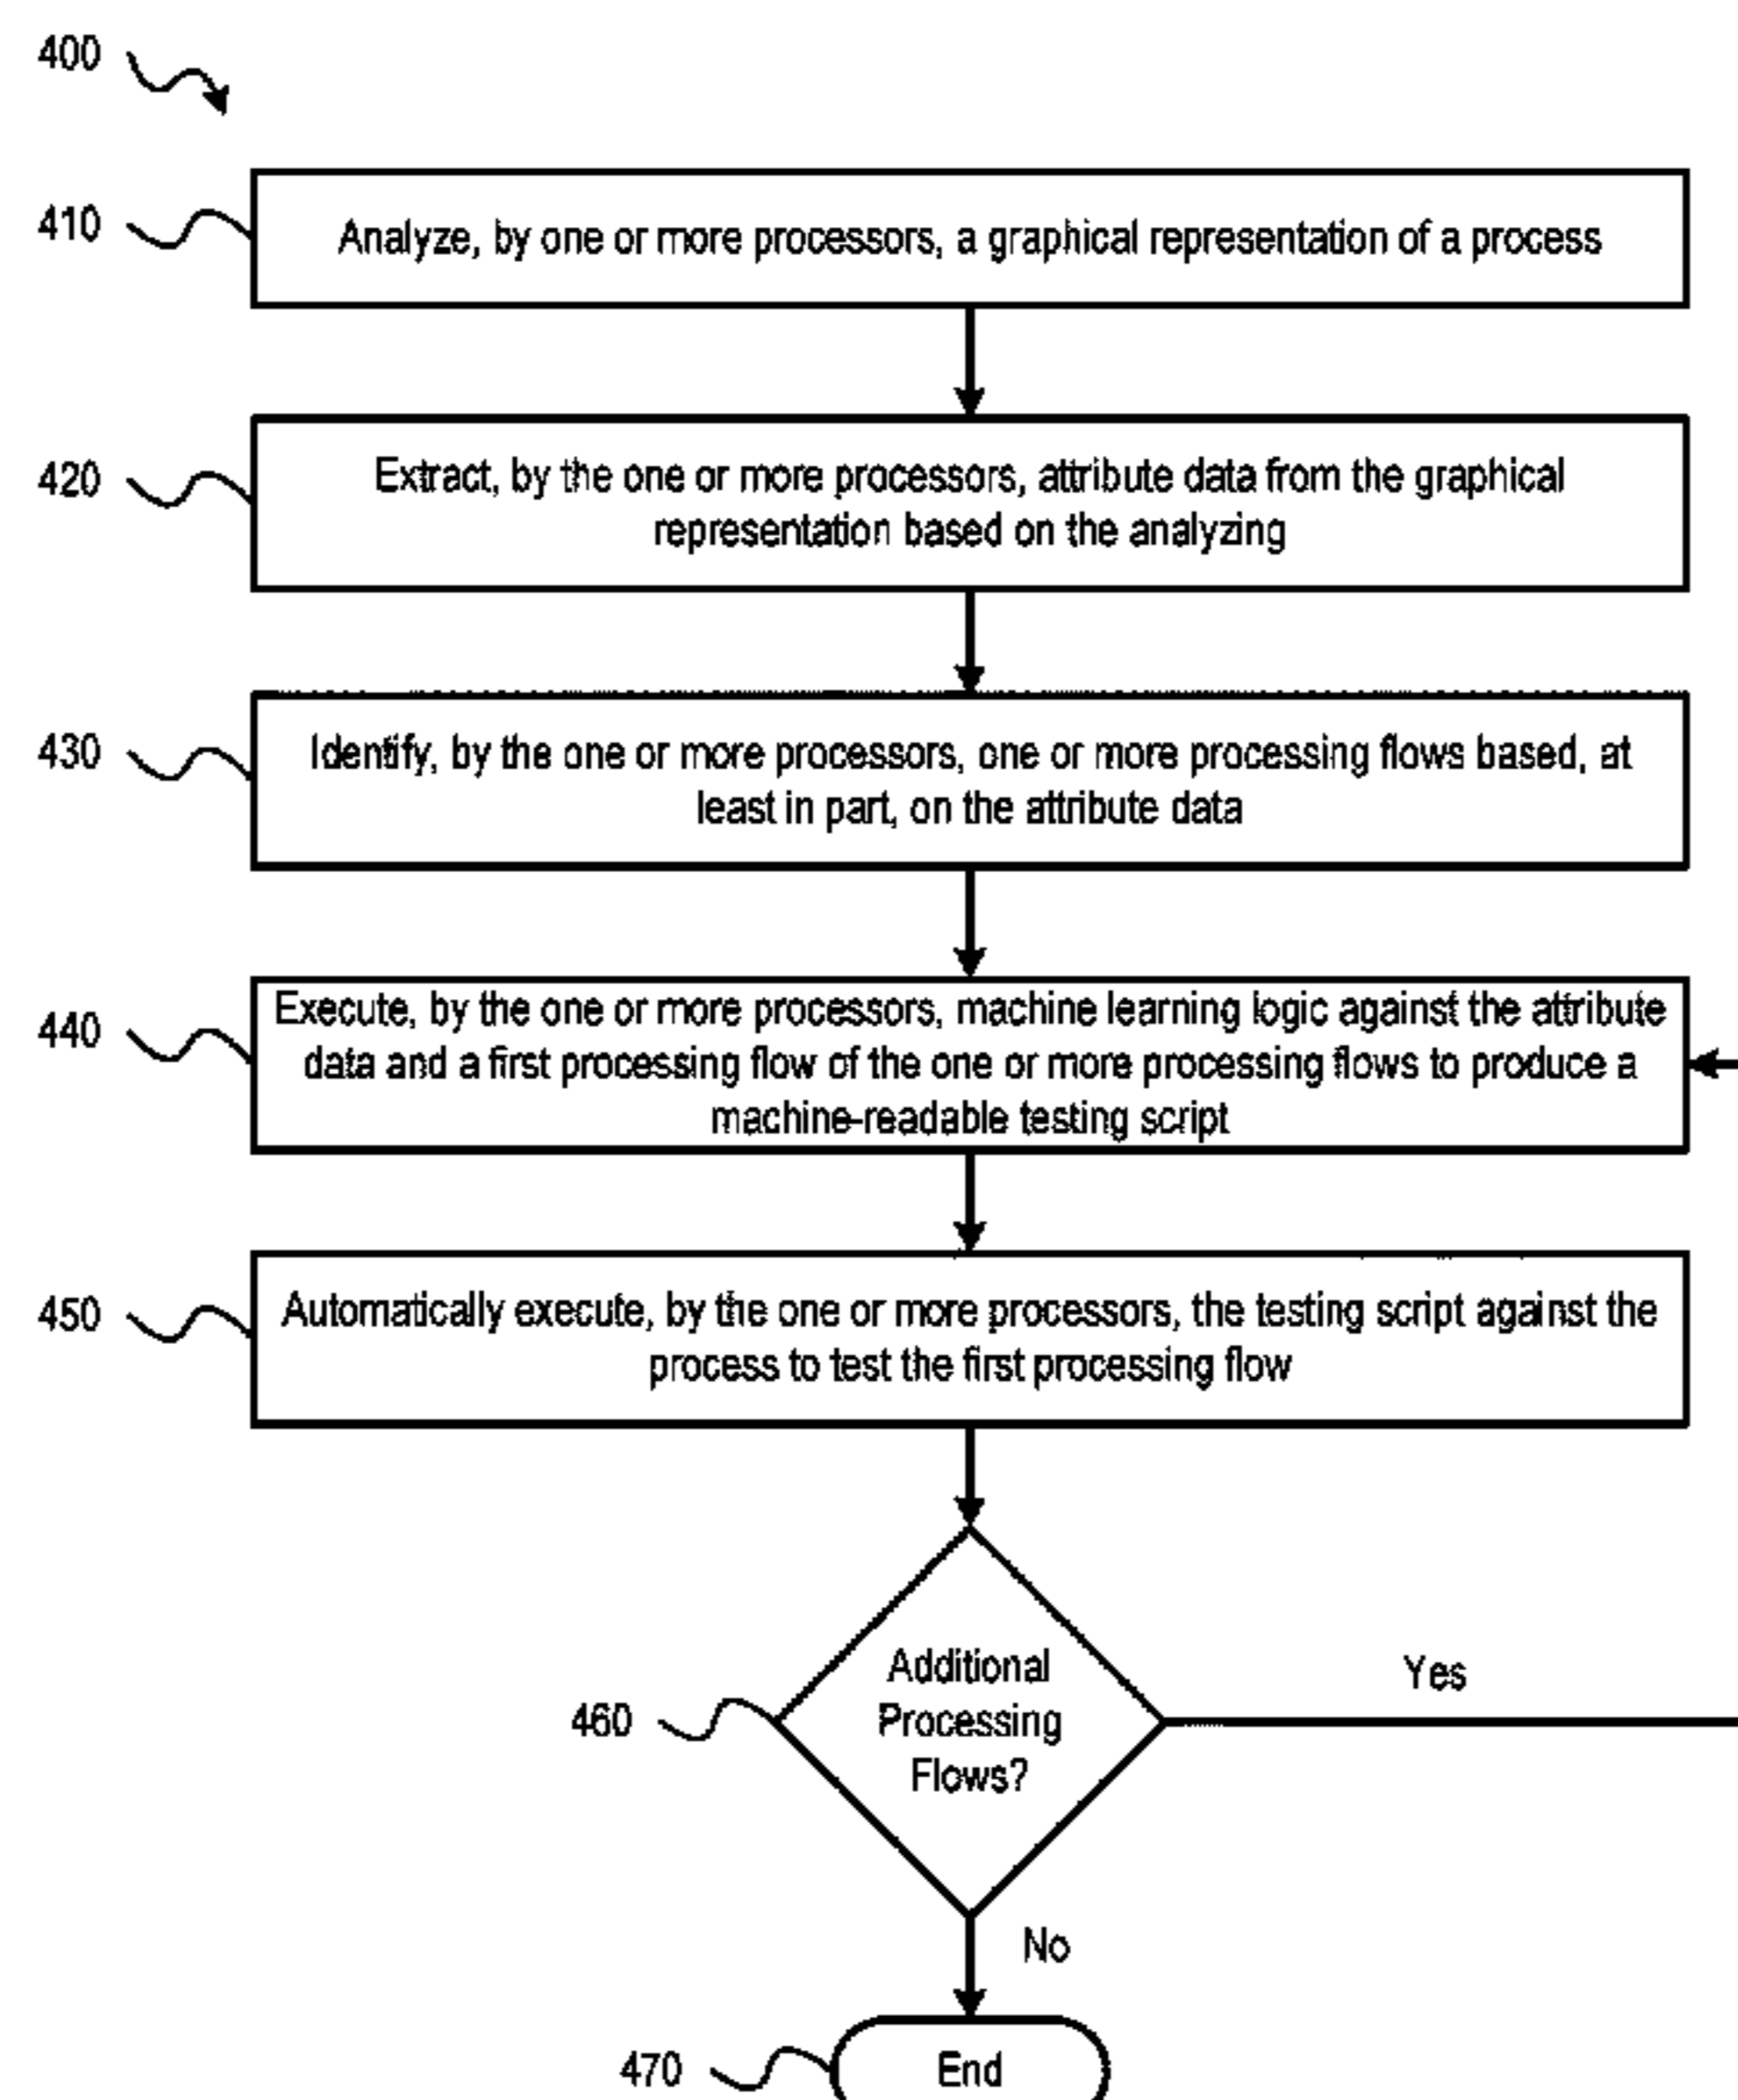 400
410
Analyze, by one or more processors, a graphical representation of a process
420
Extract, by the one or more processors, attribute data from the graphical
representation based on the analyzing
430
Identify, by the one or more processors, one or more processing flows based, at
least in part, on the attribute data
440
Execute, by the one or more processors, machine learning logic against the attribute
data and a first processing flow of the one or more processing flows to produce a
machine-readable testing script
450
Automatically execute, by the one or more processors, the testing script against the
process to test the first processing flow
460
Additional
Processing
Flows?
Yes
No
470
End